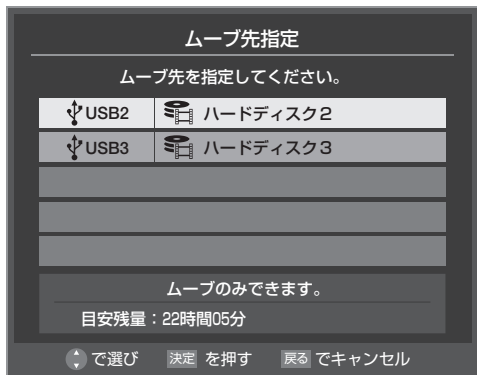 ムーブ先指定
ムーブ先を指定してください。
USB2 ハードディスク2
USB3 ハードディスク3
ムーブのみできます。
目安残量：22時間05分
で選び 決定 を押す 戻る でキャンセル